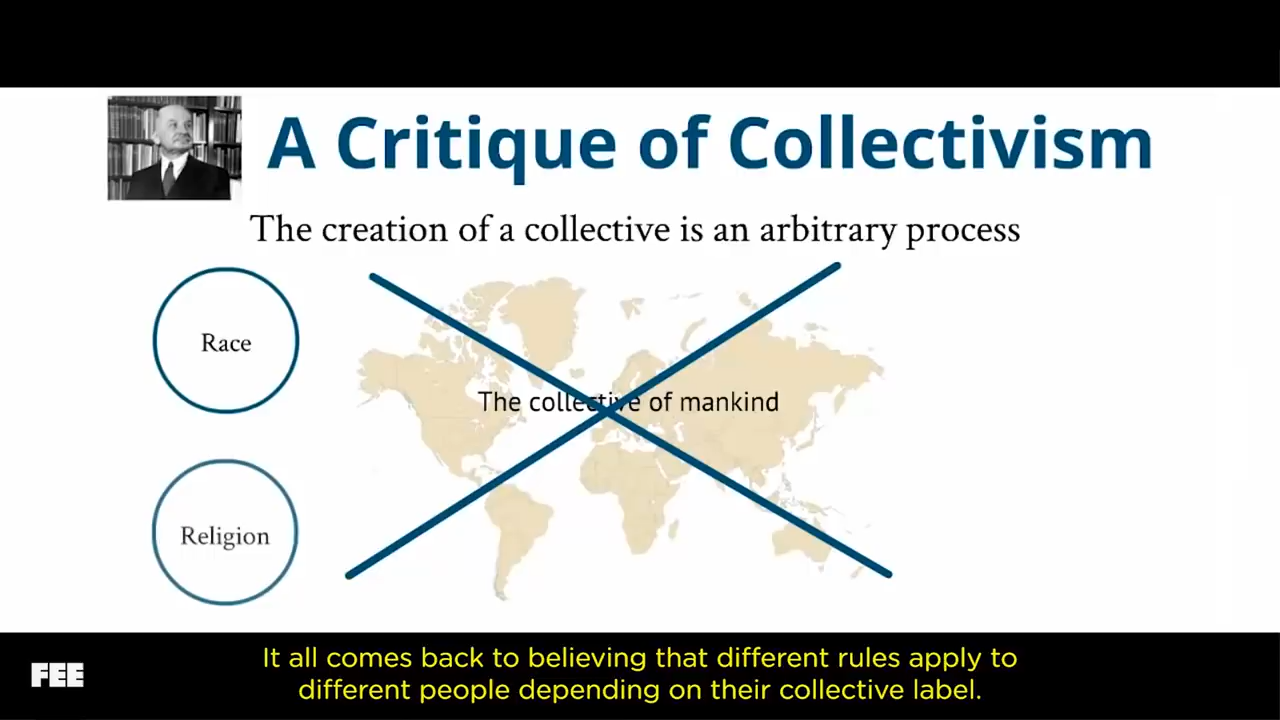 A Critique of Collectivism
The creation of a collective is an arbitrary process
Race
The collective of mankind
Religion
It all comes back to believing that different rules apply to
different people depending on their collective label.
FEE